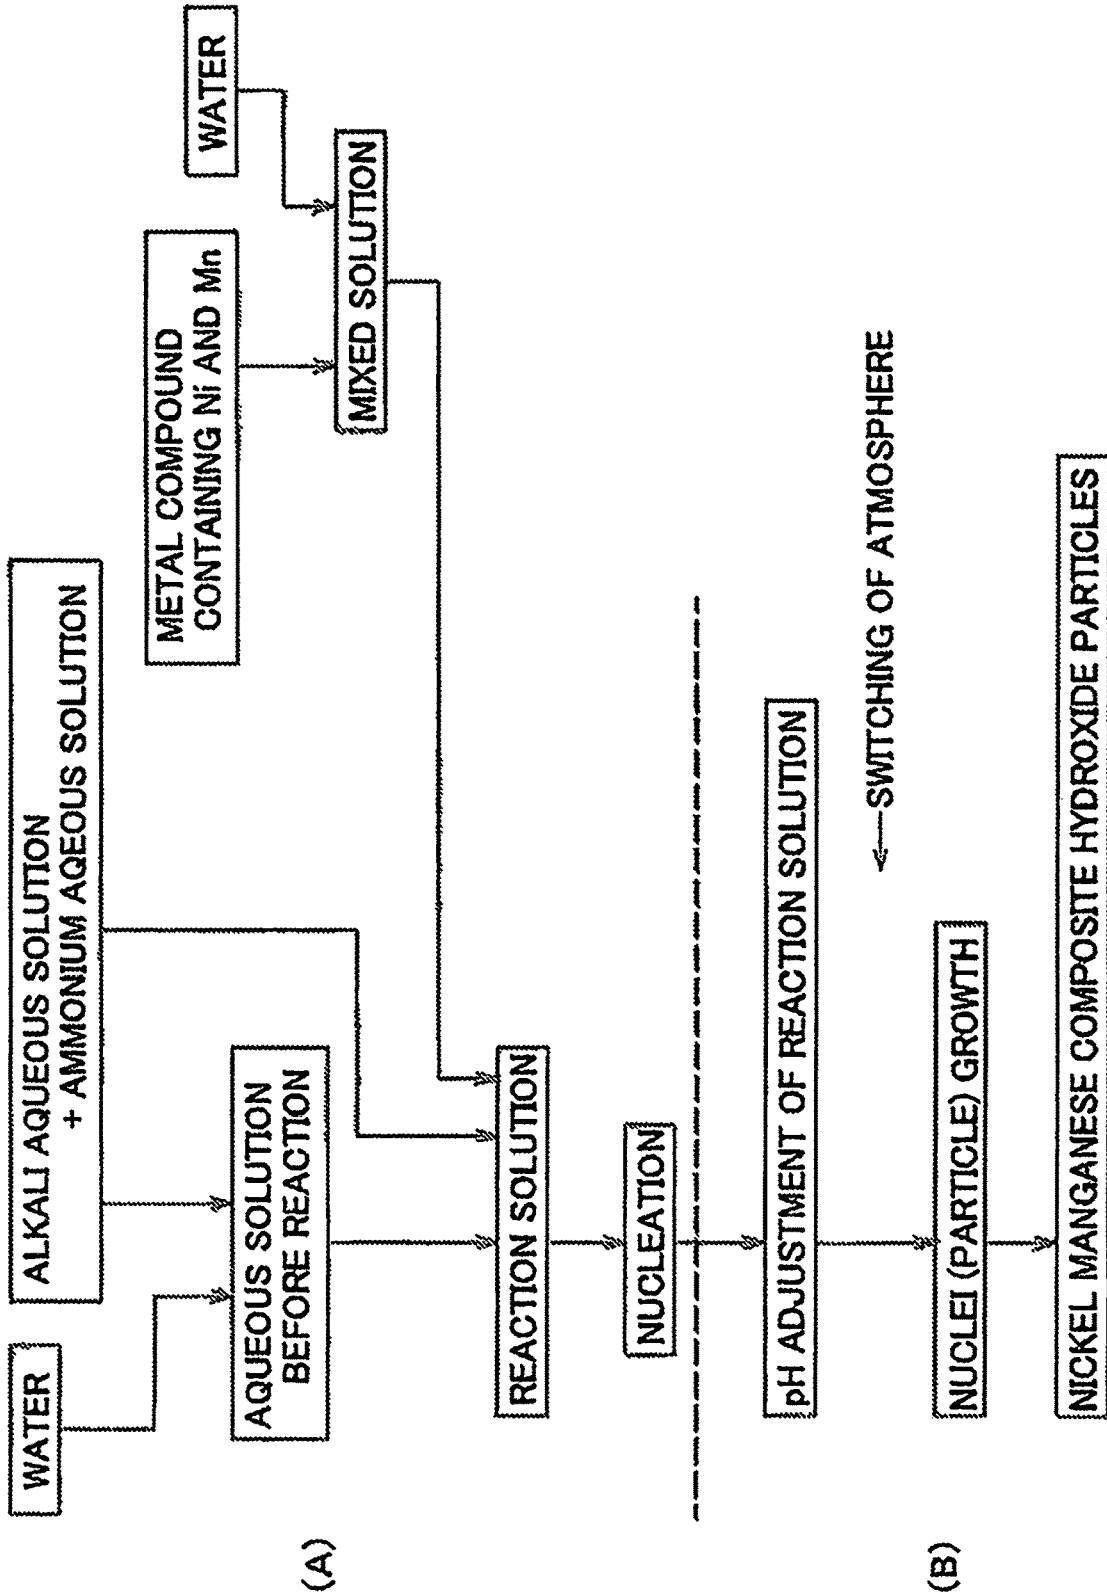 WATER
ALKALI AQUEOUS SOLUTION
+ AMMONIUM AQEOUS SOLUTION
METAL COMPOUND
CONTAINING Ni AND Mn
WATER
AQUEOUS SOLUTION
BEFORE REACTION
MIXED SOLUTION
(A)
REACTION SOLUTION
NUCLEATION
pH ADJUSTMENT OF REACTION SOLUTION
SWITCHING OF ATMOSPHERE
(B)
NUCLEI (PARTICLE) GROWTH
NICKEL MANGANESE COMPOSITE HYDROXIDE PARTICLES